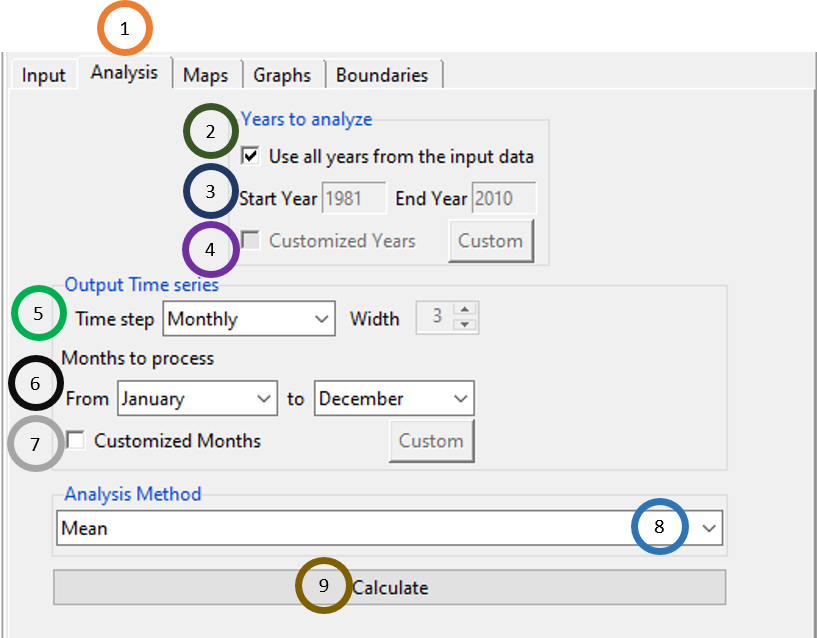 1
Input Analysis Maps Graphs Boundaries
2 Years to analyze
Use all years from the input data
3 Start Year 1981 End Year 2010
4 Customized Years Custom
Output Time series
5 Time step Monthly Width 3
Months to process
6 From January to December
7 Customized Months Custom
Analysis Method
Mean 8
9 Calculate